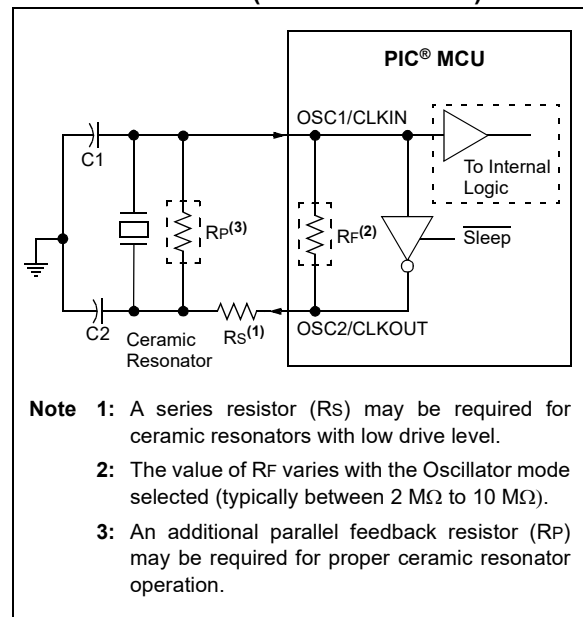 PIC® MCU
OSC1/CLKIN
C1
To Internal
Logic
RP(3)
RF(2)
Sleep
C2
Ceramic
Resonator
RS(1)
OSC2/CLKOUT
Note 1: A series resistor (RS) may be required for
ceramic resonators with low drive level.
2: The value of RF varies with the Oscillator mode
selected (typically between 2 MΩ to 10 MΩ).
3: An additional parallel feedback resistor (RP)
may be required for proper ceramic resonator
operation.